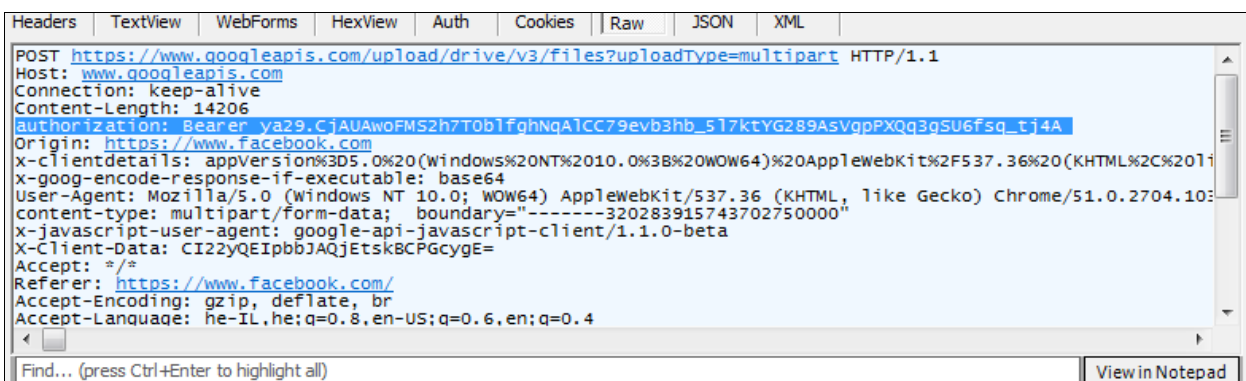 Headers TextView WebForms HexView Auth Cookies Raw JSON XML
POST https://www.googleapis.com/upload/drive/v3/files?uploadType=multipart HTTP/1.1
Host: www.googleapis.com
Connection: keep-alive
Content-Length: 14206
authorization: Bearer ya29.CjAUAwoFMS2h7TOblfghNqAlCC79evb3hb_5l7ktYG289AsVgpPXQq3gSU6fsq_tj4A
Origin: https://www.facebook.com
x-clientdetails: appVersion%3D5.0%20(Windows%20NT%2010.0%3B%20WOW64)%20AppleWebKit%2F537.36%20(KHTML%2C%20li
x-goog-encode-response-if-executable: base64
User-Agent: Mozilla/5.0 (Windows NT 10.0; WOW64) AppleWebKit/537.36 (KHTML, like Gecko) Chrome/51.0.2704.103
content-type: multipart/form-data; boundary="-------320283915743702750000"
x-javascript-user-agent: google-api-javascript-client/1.1.0-beta
X-Client-Data: CI22yQEIpbbJAQjEtskBCPGcygE=
Accept: */*
Referer: https://www.facebook.com/
Accept-Encoding: gzip, deflate, br
Accept-Language: he-IL,he;q=0.8,en-US;q=0.6,en;q=0.4
Find... (press Ctrl+Enter to highlight all) View in Notepad